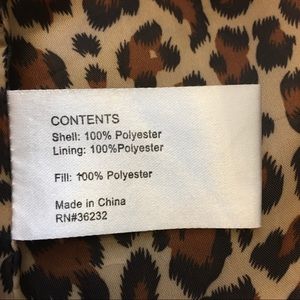 CONTENTS
Shell: 100% Polyester
Lining: 100%Polyester
Fill: 100% Polyester
Made in China
RN#36232